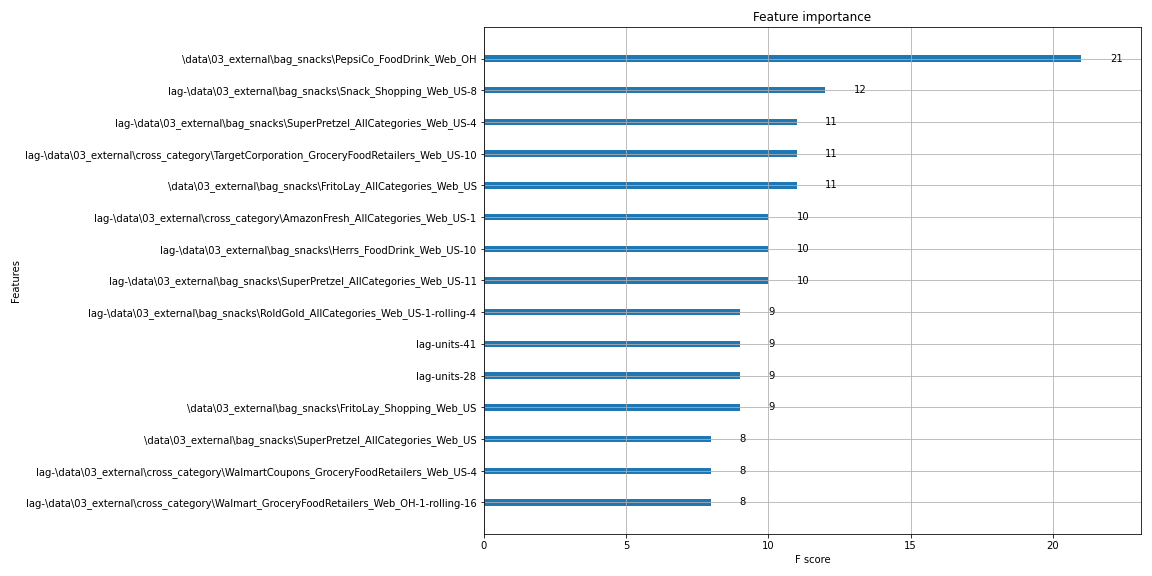 Feature importance
\data\03_external\bag_snacks\PepsiCo_FoodDrink_Web_OH 21
lag-\data\03_external\bag_snacks\Snack_Shopping_Web_US-8 12
lag-\data\03_external\bag_snacks\SuperPretzel_AllCategories_Web_US-4 11
lag-\data\03_external\cross_category\TargetCorporation_GroceryFoodRetailers_Web_US-10 11
\data\03_external\bag_snacks\FritoLay_AllCategories_Web_US 11
lag-\data\03_external\cross_category\AmazonFresh_AllCategories_Web_US-1 10
lag-\data\03_external\bag_snacks\Herrs_FoodDrink_Web_US-10 10
lag-\data\03_external\bag_snacks\SuperPretzel_AllCategories_Web_US-11 10
lag-\data\03_external\bag_snacks\RoldGold_AllCategories_Web_US-1-rolling-4 9
lag-units-41 9
lag-units-28 9
\data\03_external\bag_snacks\FritoLay_Shopping_Web_US 9
\data\03_external\bag_snacks\SuperPretzel_AllCategories_Web_US 8
lag-\data\03_external\cross_category\WalmartCoupons_GroceryFoodRetailers_Web_US-4 8
lag-\data\03_external\cross_category\Walmart_GroceryFoodRetailers_Web_OH-1-rolling-16 8
Features
0 5 10 15 20
F score